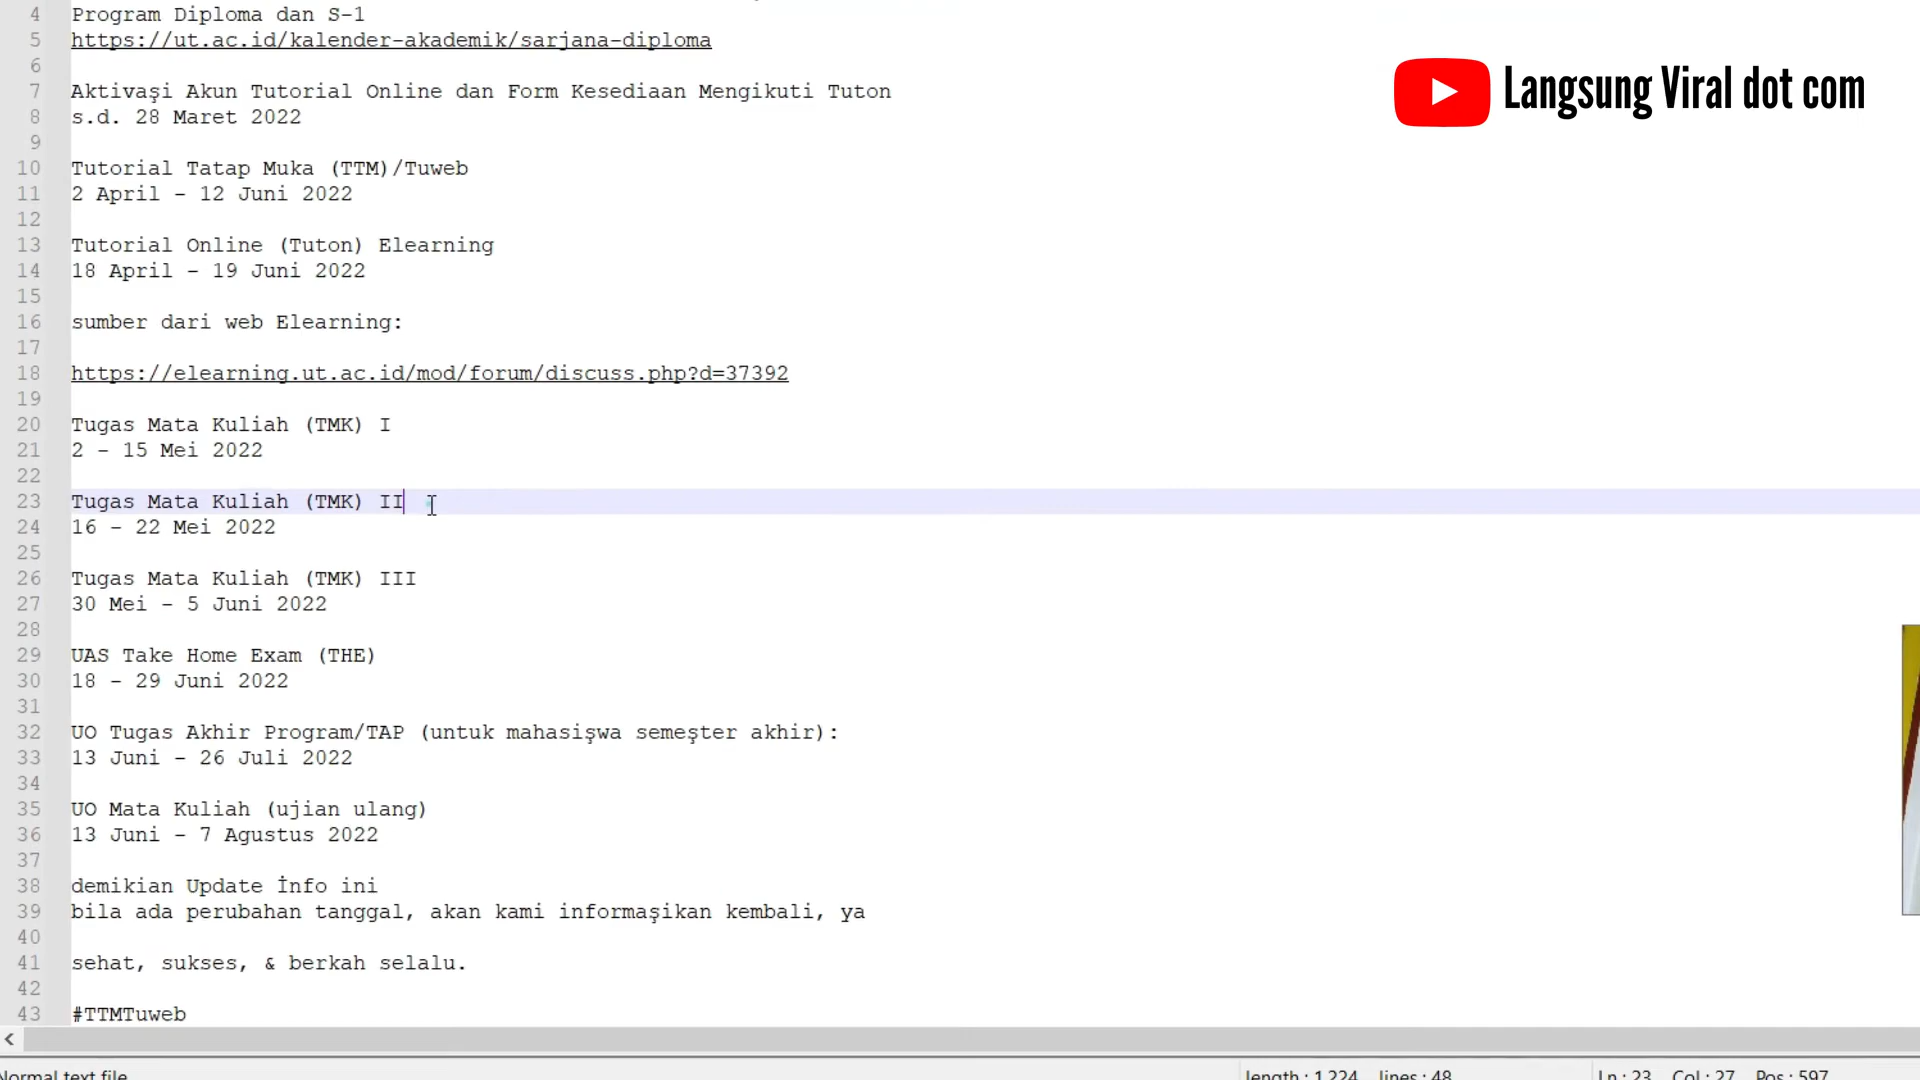 4 Program Diploma dan S-1
5 https://ut.ac.id/kalender-akademik/sarjana-diploma
6
7 Aktivaşi Akun Tutorial Online dan Form Kesediaan Mengikuti Tuton
8 s.d. 28 Maret 2022
9
10 Tutorial Tatap Muka (TTM)/Tuweb
11 2 April - 12 Juni 2022
12
13 Tutorial Online (Tuton) Elearning
14 18 April - 19 Juni 2022
15
16 sumber dari web Elearning:
17
18 https://elearning.ut.ac.id/mod/forum/discuss.php?d=37392
19
20 Tugas Mata Kuliah (TMK) I
21 2 - 15 Mei 2022
22
23 Tugas Mata Kuliah (TMK) II
24 16 - 22 Mei 2022
25
26 Tugas Mata Kuliah (TMK) III
27 30 Mei - 5 Juni 2022
28
29 UAS Take Home Exam (THE)
30 18 - 29 Juni 2022
31
32 UO Tugas Akhir Program/TAP (untuk mahasişwa semeşter akhir):
33 13 Juni - 26 Juli 2022
34
35 UO Mata Kuliah (ujian ulang)
36 13 Juni - 7 Agustus 2022
37
38 demikian Update İnfo ini
39 bila ada perubahan tanggal, akan kami informaşikan kembali, ya
40
41 sehat, sukses, & berkah selalu.
42
43 #TTMTuweb
Langsung Viral dot com
Normal text file length : 1.224 lines : 48 Ln : 23 Col : 27 Pos : 597